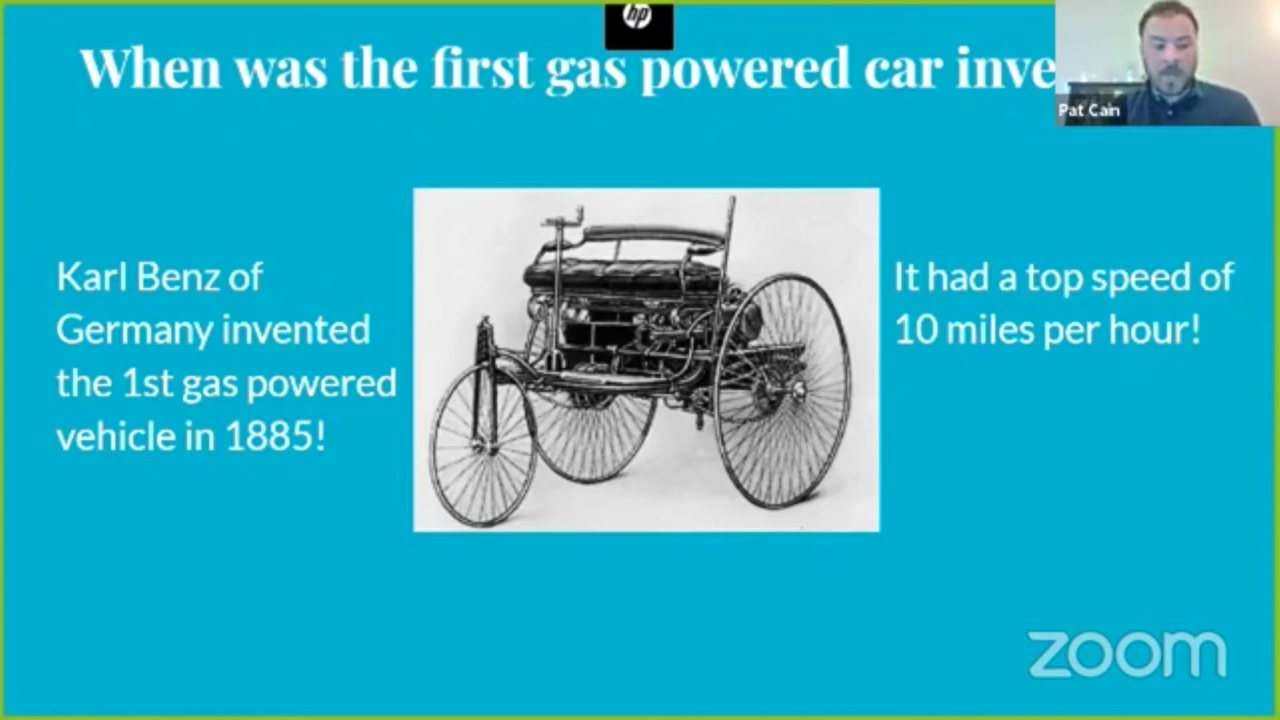 hp
When was the first gas powered car inve
Pat Cain
Karl Benz of
Germany invented
the 1st gas powered
vehicle in 1885!
It had a top speed of
10 miles per hour!
zoom